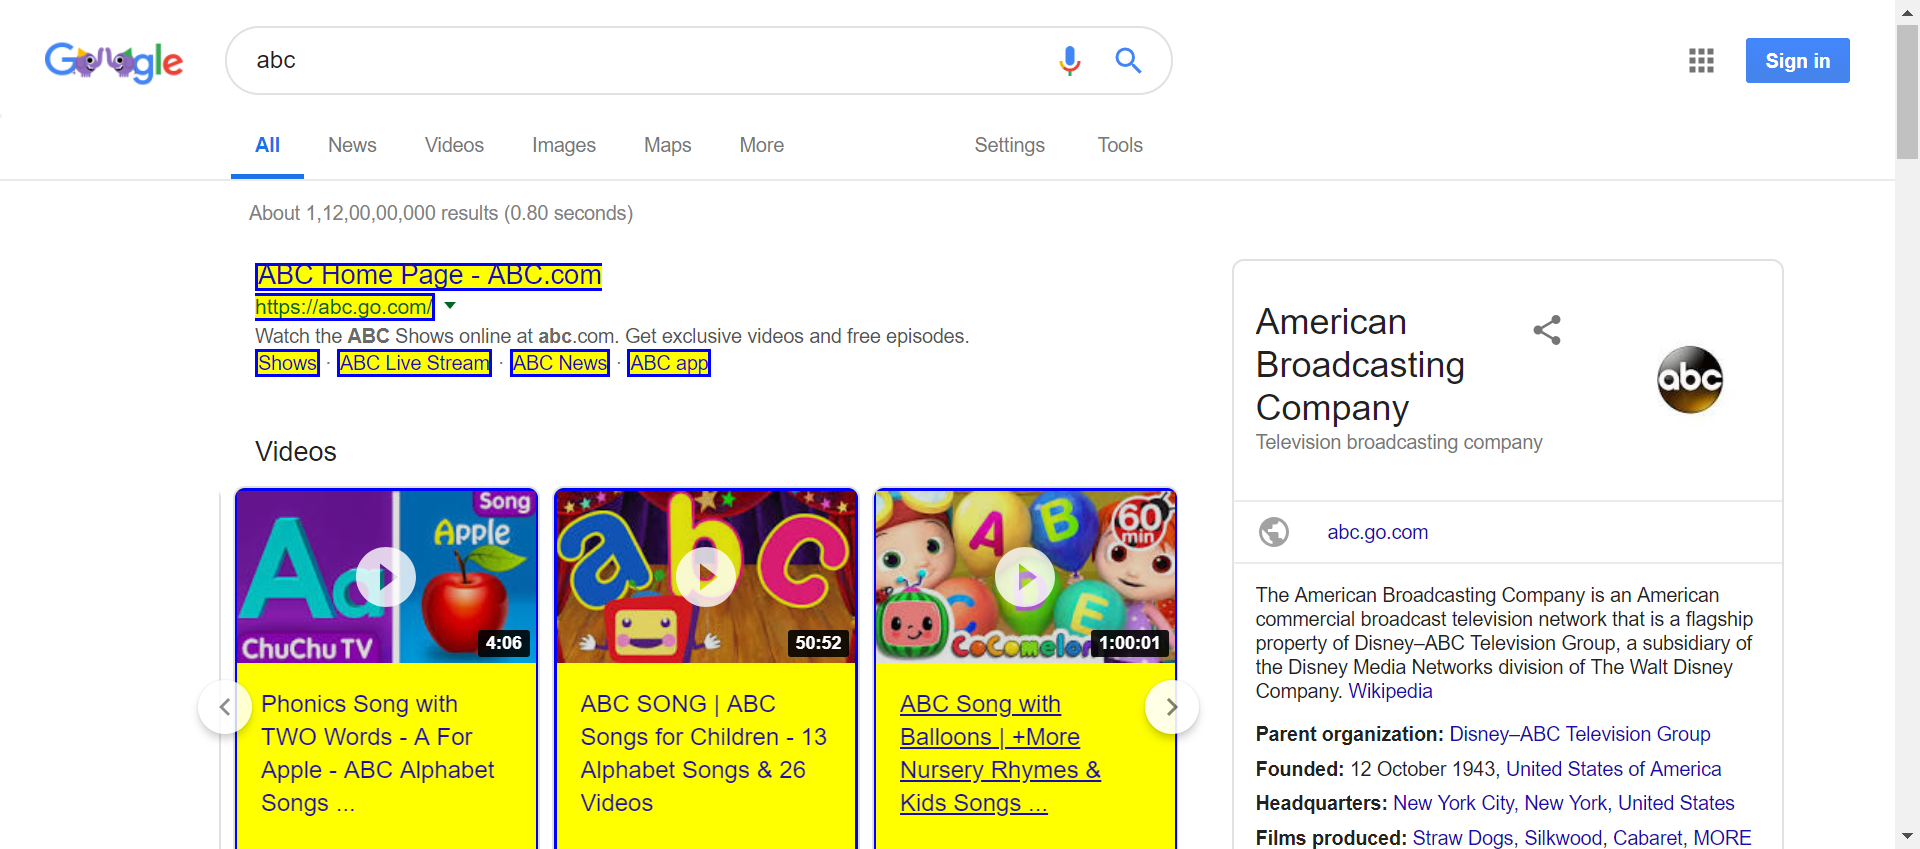 Google
abc
Sign in
All News Videos Images Maps More Settings Tools
About 1,12,00,00,000 results (0.80 seconds)
ABC Home Page - ABC.com
https://abc.go.com/
Watch the ABC Shows online at abc.com. Get exclusive videos and free episodes.
Shows · ABC Live Stream · ABC News · ABC app
Videos
Song
Apple
Aa
ChuChu TV
4:06
Phonics Song with
TWO Words - A For
Apple - ABC Alphabet
Songs ...
abc
50:52
ABC SONG | ABC
Songs for Children - 13
Alphabet Songs & 26
Videos
A B
60
min
C D E
CoComelon
1:00:01
ABC Song with
Balloons | +More
Nursery Rhymes &
Kids Songs ...
American
Broadcasting
Company
Television broadcasting company
abc
abc.go.com
The American Broadcasting Company is an American
commercial broadcast television network that is a flagship
property of Disney–ABC Television Group, a subsidiary of
the Disney Media Networks division of The Walt Disney
Company. Wikipedia
Parent organization: Disney–ABC Television Group
Founded: 12 October 1943, United States of America
Headquarters: New York City, New York, United States
Films produced: Straw Dogs, Silkwood, Cabaret, MORE